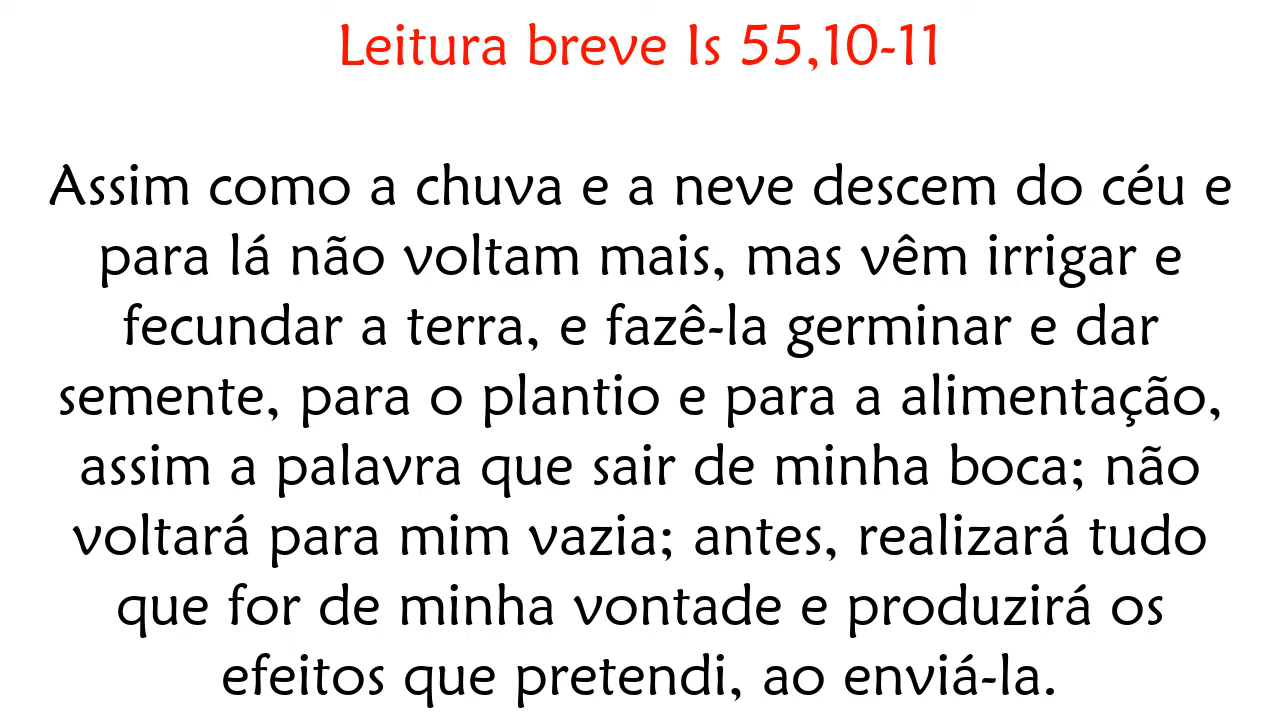 Leitura breve Is 55,10-11
Assim como a chuva e a neve descem do céu e
para lá não voltam mais, mas vêm irrigar e
fecundar a terra, e fazê-la germinar e dar
semente, para o plantio e para a alimentação,
assim a palavra que sair de minha boca; não
voltará para mim vazia; antes, realizará tudo
que for de minha vontade e produzirá os
efeitos que pretendi, ao enviá-la.